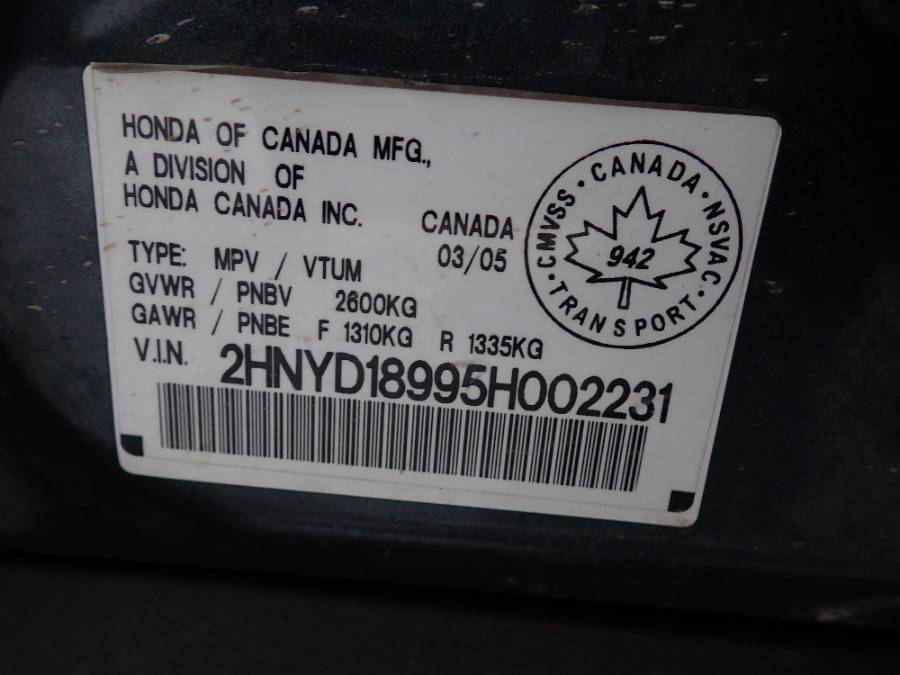 HONDA OF CANADA MFG.,
A DIVISION OF
HONDA CANADA INC.
CANADA
03/05
TYPE: MPV / VTUM
GVWR / PNBV 2600KG
GAWR / PNBE F 1310KG R 1335KG
V.I.N. 2HNYD18995H002231
CMVSS · CANADA · NSVAC ·
TRANSPORT ·
942